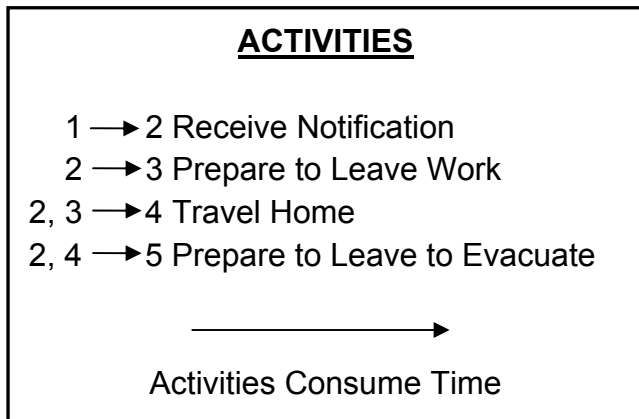 ACTIVITIES
1 → 2 Receive Notification
2 → 3 Prepare to Leave Work
2, 3 → 4 Travel Home
2, 4 → 5 Prepare to Leave to Evacuate
Activities Consume Time